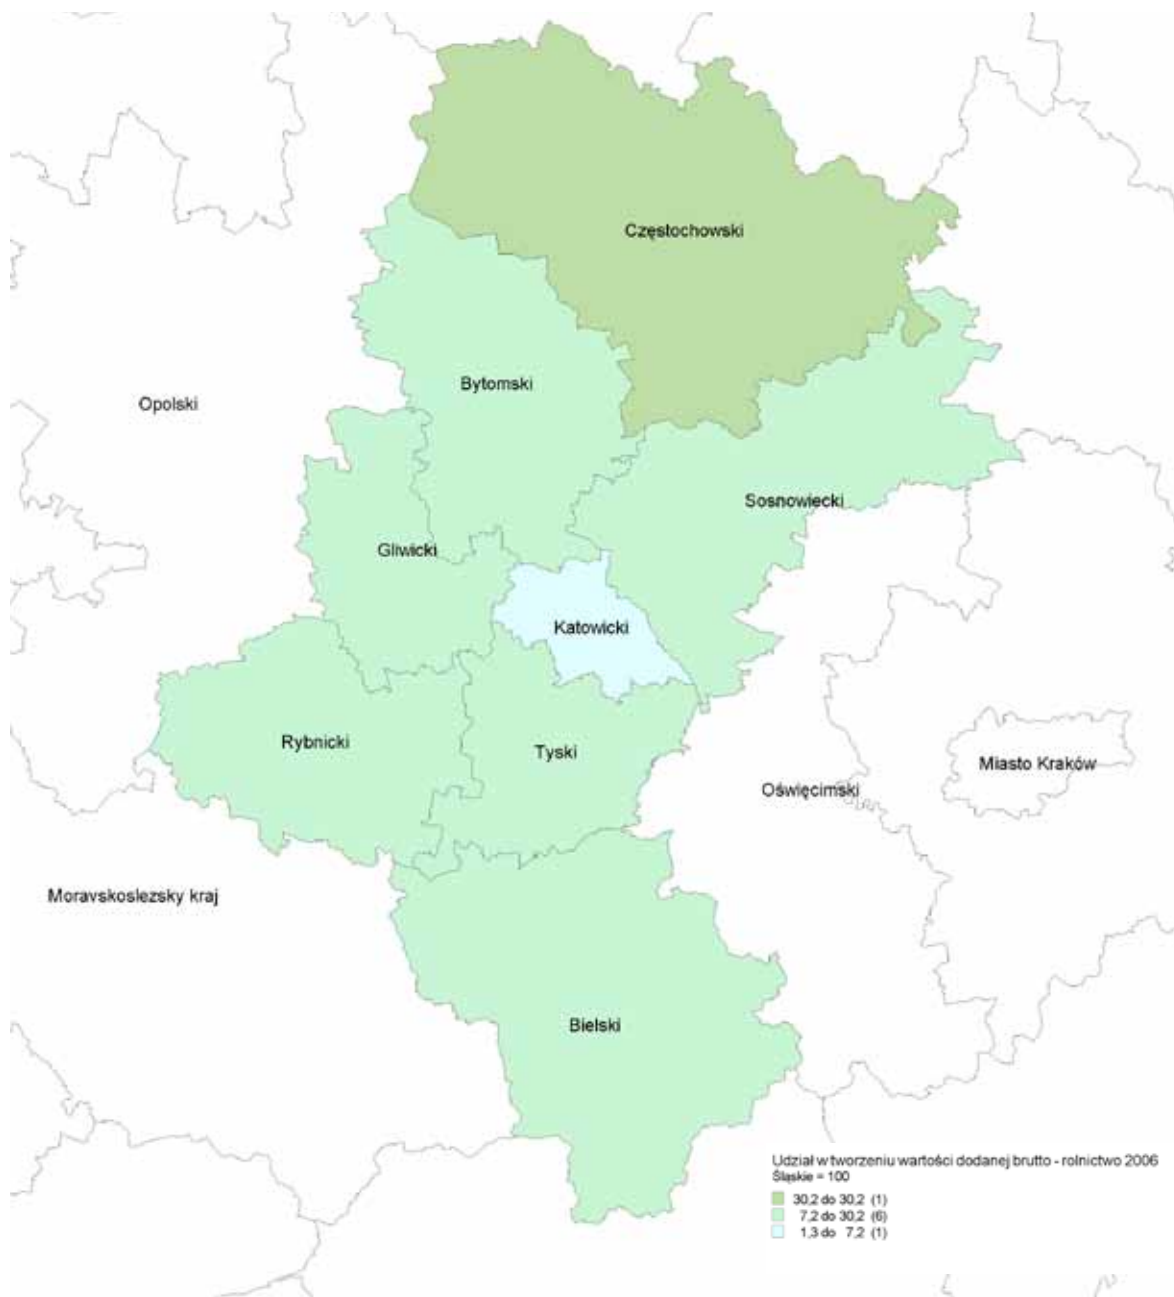 Częstochowski
Bytomski
Opolski
Sosnowiecki
Gliwicki
Katowicki
Rybnicki
Tyski
Miasto Kraków
Oświęcimski
Moravskoslezsky kraj
Bielski
Udział w tworzeniu wartości dodanej brutto - rolnictwo 2006
Śląskie = 100
30,2 do 30,2 (1)
7,2 do 30,2 (6)
1,3 do 7,2 (1)